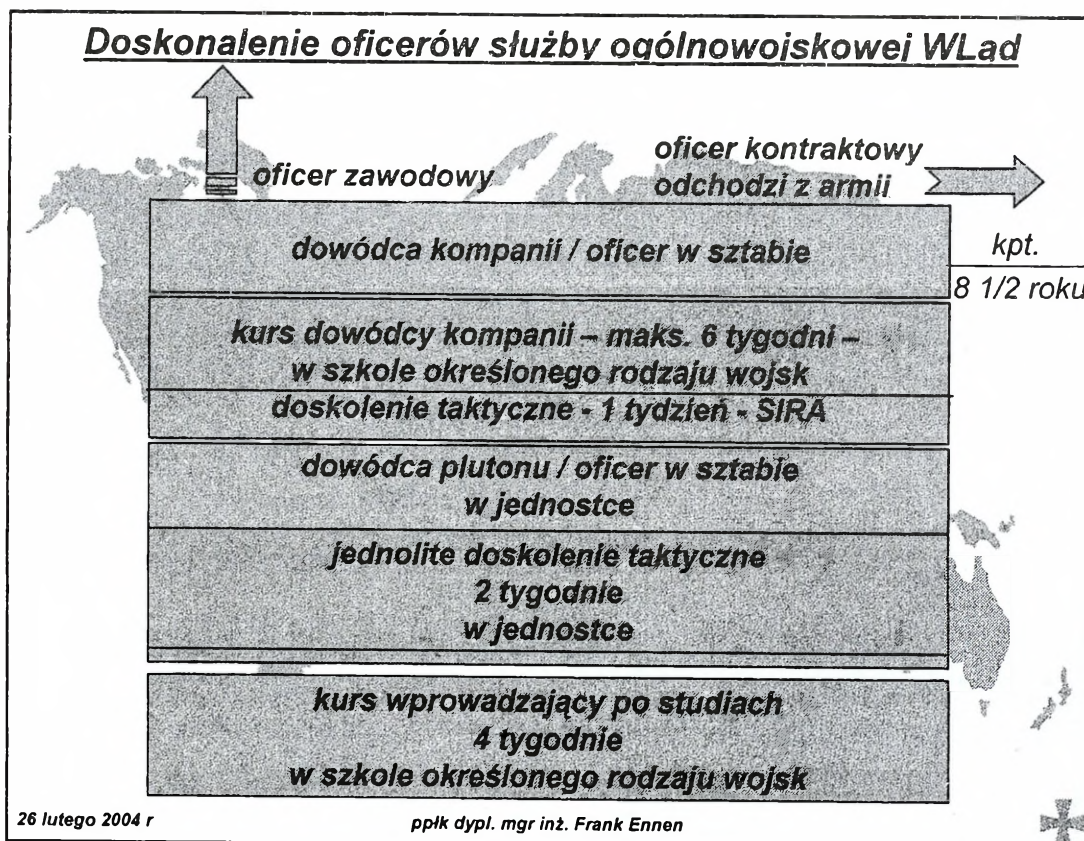 Doskonalenie oficerów służby ogólnowojskowej WLąd
oficer zawodowy
oficer kontraktowy
odchodzi z armii
dowódca kompanii / oficer w sztabie
kpt.
8 1/2 roku
kurs dowódcy kompanii – maks. 6 tygodni –
w szkole określonego rodzaju wojsk
doskolenie taktyczne - 1 tydzień - SIRA
dowódca plutonu / oficer w sztabie
w jednostce
jednolite doskolenie taktyczne
2 tygodnie
w jednostce
kurs wprowadzający po studiach
4 tygodnie
w szkole określonego rodzaju wojsk
26 lutego 2004 r
ppłk dypl. mgr inż. Frank Ennen